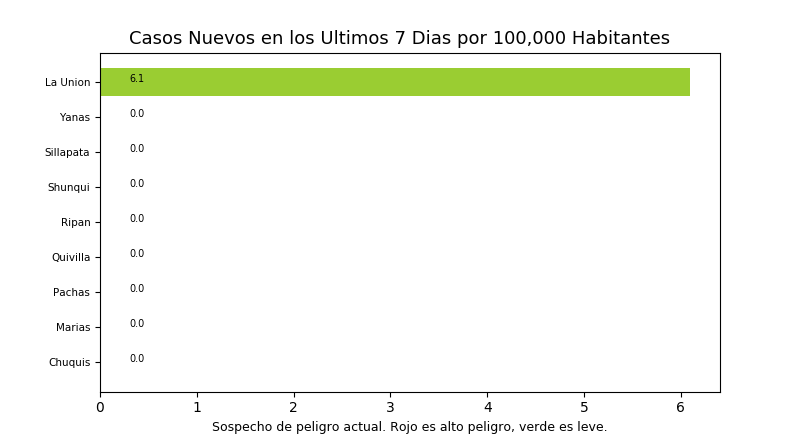 Casos Nuevos en los Ultimos 7 Dias por 100,000 Habitantes
La Union 6.1
Yanas 0.0
Sillapata 0.0
Shunqui 0.0
Ripan 0.0
Quivilla 0.0
Pachas 0.0
Marias 0.0
Chuquis 0.0
0 1 2 3 4 5 6
Sospecho de peligro actual. Rojo es alto peligro, verde es leve.